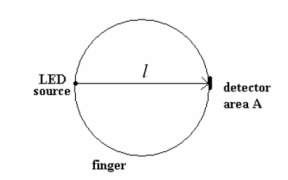 l
LED
source
detector
area A
finger